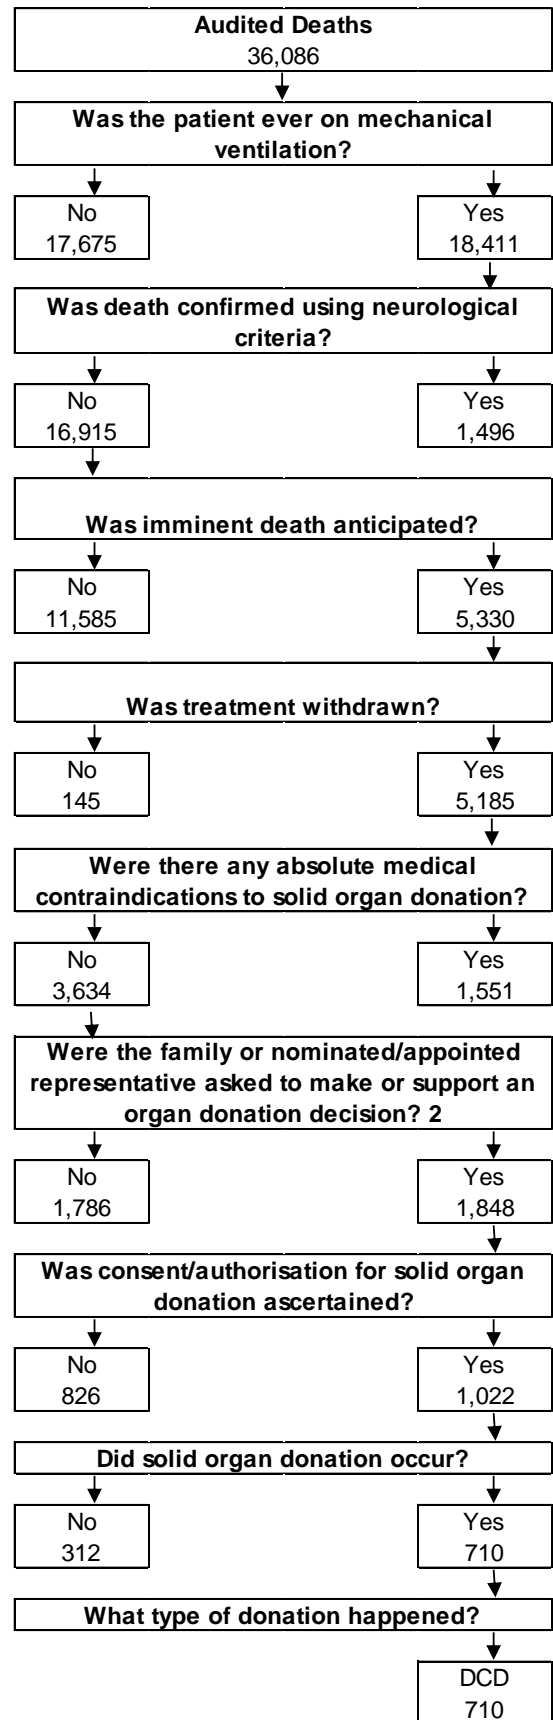 Audited Deaths
36,086
Was the patient ever on mechanical
ventilation?
No
17,675
Yes
18,411
Was death confirmed using neurological
criteria?
No
16,915
Yes
1,496
Was imminent death anticipated?
No
11,585
Yes
5,330
Was treatment withdrawn?
No
145
Yes
5,185
Were there any absolute medical
contraindications to solid organ donation?
No
3,634
Yes
1,551
Were the family or nominated/appointed
representative asked to make or support an
organ donation decision? 2
No
1,786
Yes
1,848
Was consent/authorisation for solid organ
donation ascertained?
No
826
Yes
1,022
Did solid organ donation occur?
No
312
Yes
710
What type of donation happened?
DCD
710